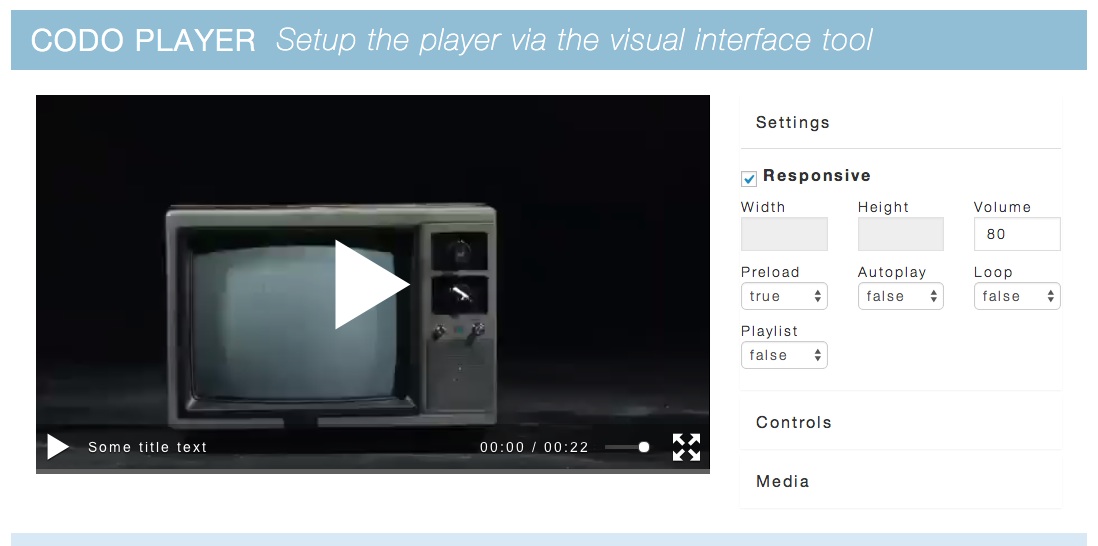 CODO PLAYER Setup the player via the visual interface tool
Some title text 00:00 / 00:22
Settings
Responsive
Width Height Volume
80
Preload Autoplay Loop
true false false
Playlist
false
Controls
Media